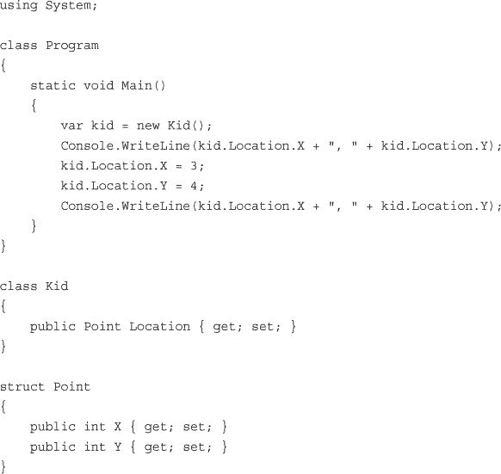 using System;

class Program
{
    static void Main()
    {
        var kid = new Kid();
        Console.WriteLine(kid.Location.X + ", " + kid.Location.Y);
        kid.Location.X = 3;
        kid.Location.Y = 4;
        Console.WriteLine(kid.Location.X + ", " + kid.Location.Y);
    }
}

class Kid
{
    public Point Location { get; set; }
}

struct Point
{
    public int X { get; set; }
    public int Y { get; set; }
}